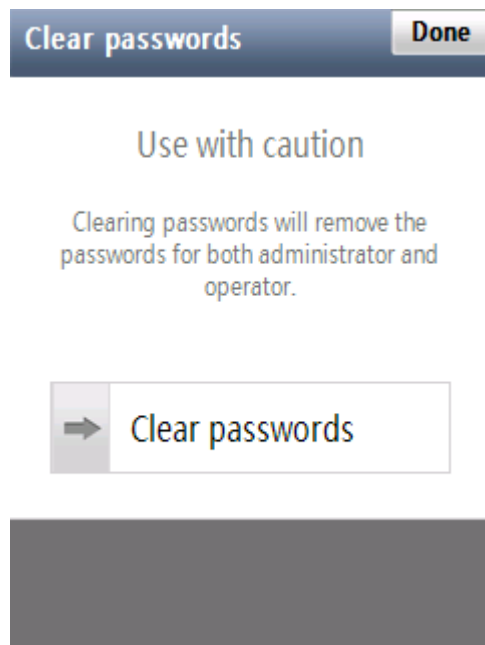 Clear passwords Done
Use with caution
Clearing passwords will remove the
passwords for both administrator and
operator.
Clear passwords